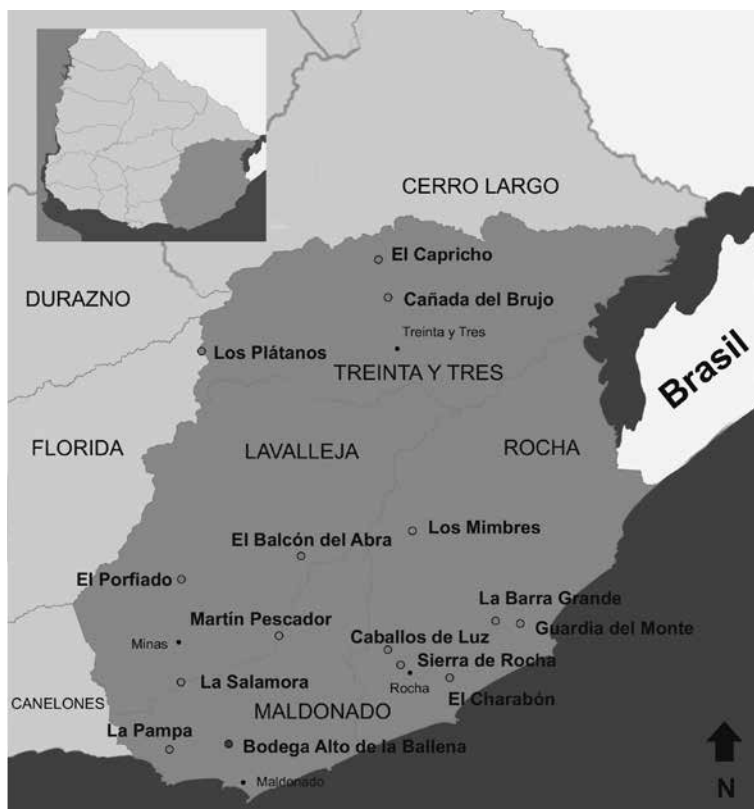 CERRO LARGO
El Capricho
DURAZNO
Cañada del Brujo
Treinta y Tres
Los Plátanos
TREINTA Y TRES
Brasil
FLORIDA
LAVALLEJA
ROCHA
Los Mimbres
El Balcón del Abra
El Porfiado
La Barra Grande
Martín Pescador
Guardia del Monte
Minas
Caballos de Luz
Sierra de Rocha
La Salamora
Rocha
El Charabón
CANELONES
MALDONADO
La Pampa
Bodega Alto de la Ballena
Maldonado
N